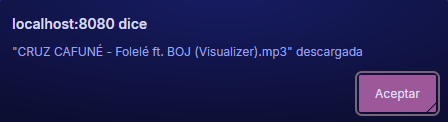 localhost:8080 dice
"CRUZ CAFUNÉ - Folelé ft. BOJ (Visualizer).mp3" descargada
Aceptar